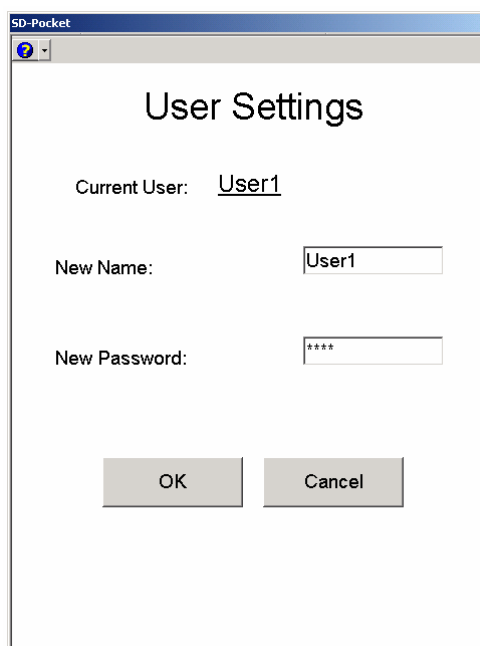 SD-Pocket
?
User Settings
Current User: User1
New Name: User1
New Password: ****
OK Cancel